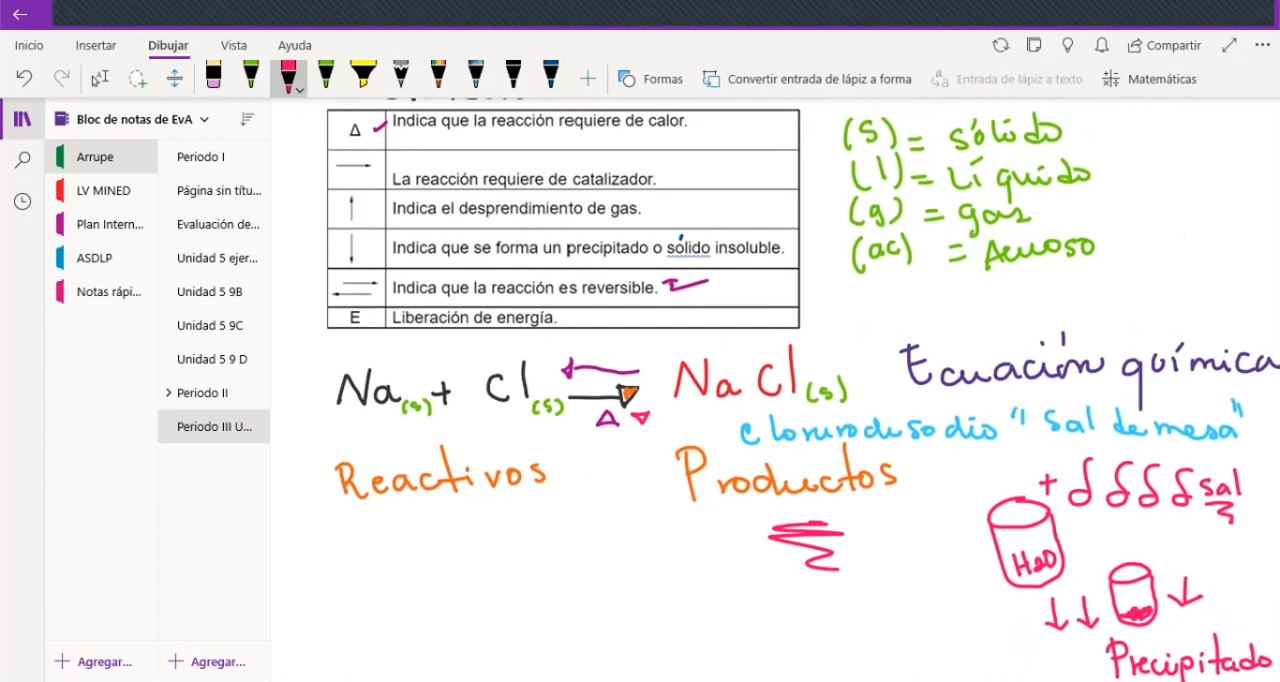 Inicio Insertar Dibujar Vista Ayuda Compartir
Formas Convertir entrada de lápiz a forma Entrada de lápiz a texto Matemáticas
Bloc de notas de EvA
Arrupe
LV MINED
Plan Intern...
ASDLP
Notas rápi...
Periodo I
Página sin títu...
Evaluación de...
Unidad 5 ejer...
Unidad 5 9B
Unidad 5 9C
Unidad 5 9 D
Periodo II
Periodo III U...
Agregar... Agregar...
Δ Indica que la reacción requiere de calor.
→ La reacción requiere de catalizador.
↑ Indica el desprendimiento de gas.
↓ Indica que se forma un precipitado o sólido insoluble.
⇄ Indica que la reacción es reversible.
E Liberación de energía.
(s) = sólido
(l) = Líquido
(g) = gas
(ac) = Acuoso
Ecuación química
Na(s) + Cl(s) ⇄ NaCl(s)
Δ
Cloruro de sodio "Sal de mesa"
Reactivos Productos
+ Sal
H2O
↓↓ ↓
Precipitado